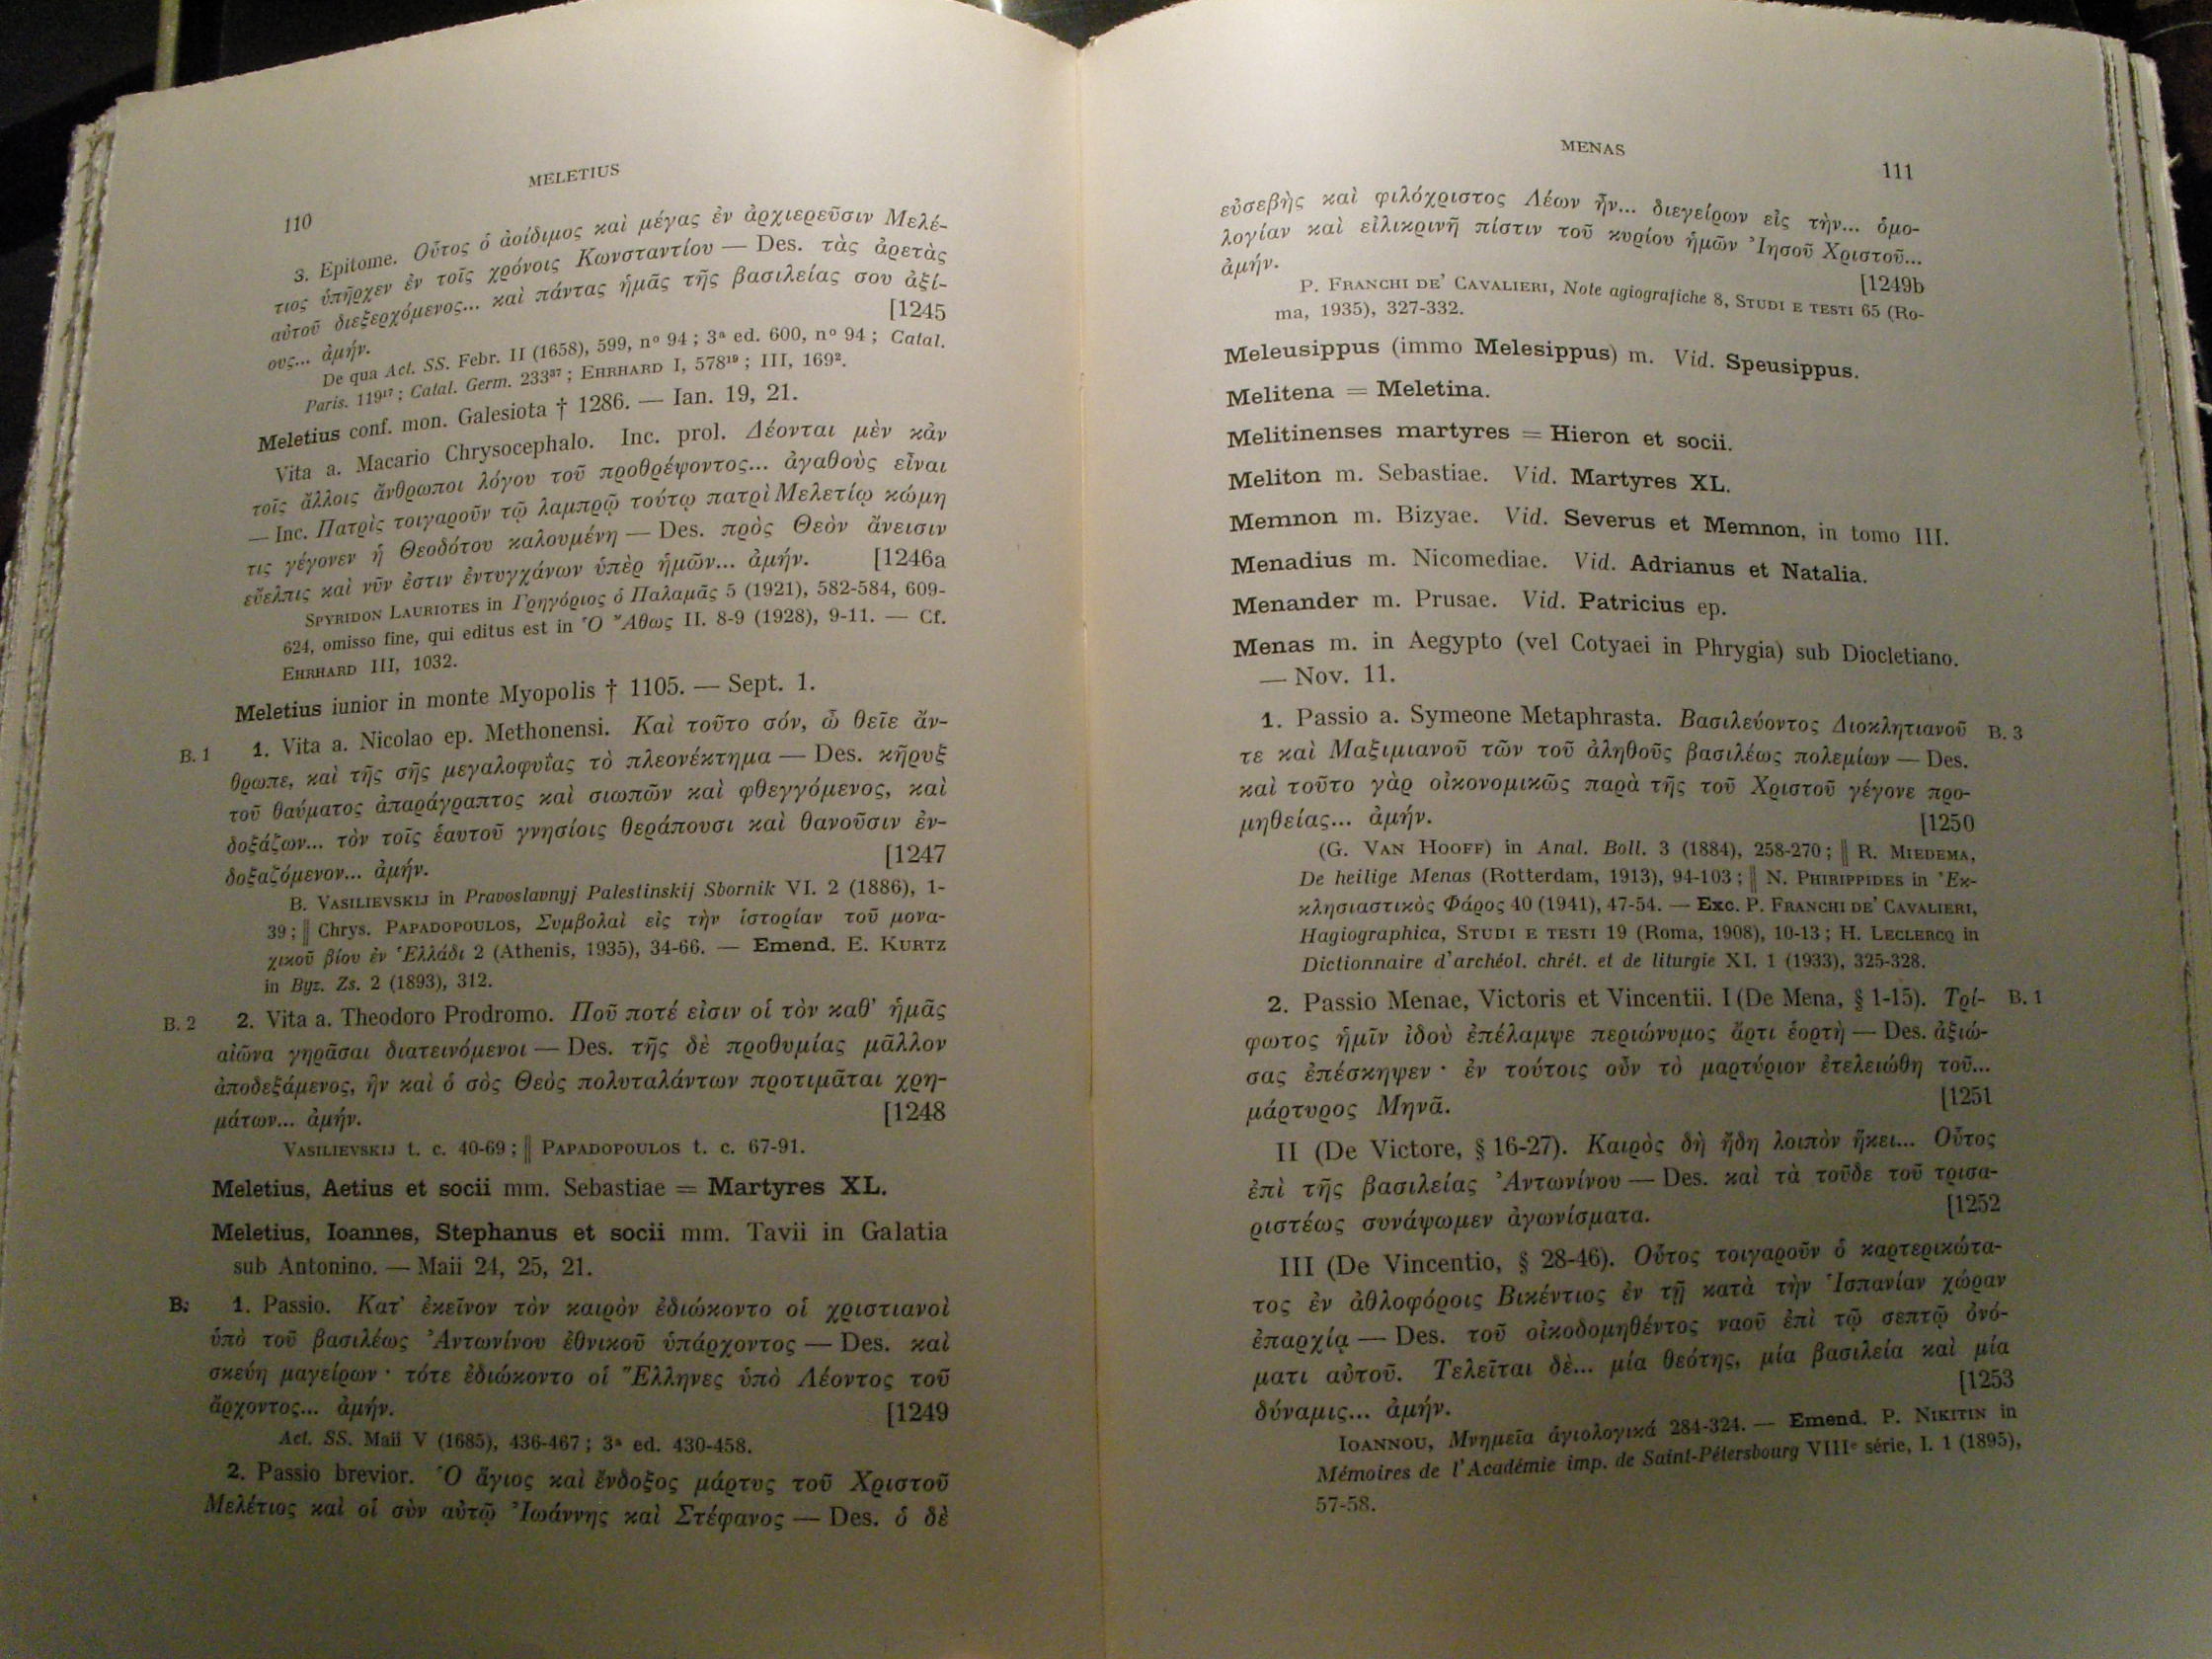 MELETIUS
110
3. Epitome. Οὗτος ὁ ἀοίδιμος καὶ μέγας ἐν ἀρχιερεῦσιν Μελέ-
τιος ὑπῆρχεν ἐν τοῖς χρόνοις Κωνσταντίου — Des. τὰς ἀρετὰς
αὐτοῦ διεξερχόμενος... καὶ πάντας ἡμᾶς τῆς βασιλείας σου ἀξί-
ους... ἀμήν. [1245
De qua Act. SS. Febr. II (1658), 599, nº 94 ; 3ª ed. 600, nº 94 ; Catal.
Paris. 119¹⁷ ; Catal. Germ. 233³⁷ ; EHRHARD I, 578¹⁹ ; III, 169².
Meletius conf. mon. Galesiota † 1286. — Ian. 19, 21.
Vita a. Macario Chrysocephalo. Inc. prol. Δέονται μὲν κἀν
τοῖς ἄλλοις ἄνθρωποι λόγου τοῦ προθρέψοντος... ἀγαθοὺς εἶναι
— Inc. Πατρὶς τοιγαροῦν τῷ λαμπρῷ τούτῳ πατρὶ Μελετίῳ κώμη
τις γέγονεν ἡ Θεοδότου καλουμένη — Des. πρὸς Θεὸν ἄνεισιν
εὔελπις καὶ νῦν ἐστιν ἐντυγχάνων ὑπὲρ ἡμῶν... ἀμήν. [1246a
SPYRIDON LAURIOTES in Γρηγόριος ὁ Παλαμᾶς 5 (1921), 582-584, 609-
624, omisso fine, qui editus est in Ὁ Ἄθως II. 8-9 (1928), 9-11. — Cf.
EHRHARD III, 1032.
Meletius iunior in monte Myopolis † 1105. — Sept. 1.
B. 1 1. Vita a. Nicolao ep. Methonensi. Καὶ τοῦτο σόν, ὦ θεῖε ἄν-
θρωπε, καὶ τῆς σῆς μεγαλοφυΐας τὸ πλεονέκτημα — Des. κῆρυξ
τοῦ θαύματος ἀπαράγραπτος καὶ σιωπῶν καὶ φθεγγόμενος, καὶ
δοξάζων... τὸν τοῖς ἑαυτοῦ γνησίοις θεράπουσι καὶ θανοῦσιν ἐν-
δοξαζόμενον... ἀμήν. [1247
B. VASILIEVSKIJ in Pravoslavnyj Palestinskij Sbornik VI. 2 (1886), 1-
39 ; || Chrys. PAPADOPOULOS, Συμβολαὶ εἰς τὴν ἱστορίαν τοῦ μονα-
χικοῦ βίου ἐν Ἑλλάδι 2 (Athenis, 1935), 34-66. — Emend. E. KURTZ
in Byz. Zs. 2 (1893), 312.
B. 2 2. Vita a. Theodoro Prodromo. Ποῦ ποτέ εἰσιν οἱ τὸν καθ’ ἡμᾶς
αἰῶνα γηρᾶσαι διατεινόμενοι — Des. τῆς δὲ προθυμίας μᾶλλον
ἀποδεξάμενος, ἣν καὶ ὁ σὸς Θεὸς πολυταλάντων προτιμᾶται χρη-
μάτων... ἀμήν. [1248
VASILIEVSKIJ t. c. 40-69 ; || PAPADOPOULOS t. c. 67-91.
Meletius, Aetius et socii mm. Sebastiae = Martyres XL.
Meletius, Ioannes, Stephanus et socii mm. Tavii in Galatia
sub Antonino. — Maii 24, 25, 21.
B: 1. Passio. Κατ’ ἐκεῖνον τὸν καιρὸν ἐδιώκοντο οἱ χριστιανοὶ
ὑπὸ τοῦ βασιλέως Ἀντωνίνου ἐθνικοῦ ὑπάρχοντος — Des. καὶ
σκεύη μαγείρων · τότε ἐδιώκοντο οἱ Ἕλληνες ὑπὸ Λέοντος τοῦ
ἄρχοντος... ἀμήν. [1249
Act. SS. Maii V (1685), 436-467 ; 3ª ed. 430-458.
2. Passio brevior. Ὁ ἅγιος καὶ ἔνδοξος μάρτυς τοῦ Χριστοῦ
Μελέτιος καὶ οἱ σὺν αὐτῷ Ἰωάννης καὶ Στέφανος — Des. ὁ δὲ
MENAS
111
εὐσεβὴς καὶ φιλόχριστος Λέων ἦν... διεγείρων εἰς τὴν... ὁμο-
λογίαν καὶ εἰλικρινῆ πίστιν τοῦ κυρίου ἡμῶν Ἰησοῦ Χριστοῦ...
ἀμήν. [1249b
P. FRANCHI DE’ CAVALIERI, Note agiografiche 8, STUDI E TESTI 65 (Ro-
ma, 1935), 327-332.
Meleusippus (immo Melesippus) m. Vid. Speusippus.
Melitena = Meletina.
Melitinenses martyres = Hieron et socii.
Meliton m. Sebastiae. Vid. Martyres XL.
Memnon m. Bizyae. Vid. Severus et Memnon, in tomo III.
Menadius m. Nicomediae. Vid. Adrianus et Natalia.
Menander m. Prusae. Vid. Patricius ep.
Menas m. in Aegypto (vel Cotyaei in Phrygia) sub Diocletiano.
— Nov. 11.
1. Passio a. Symeone Metaphrasta. Βασιλεύοντος Διοκλητιανοῦ B. 3
τε καὶ Μαξιμιανοῦ τῶν τοῦ ἀληθοῦς βασιλέως πολεμίων — Des.
καὶ τοῦτο γὰρ οἰκονομικῶς παρὰ τῆς τοῦ Χριστοῦ γέγονε προ-
μηθείας... ἀμήν. [1250
(G. VAN HOOFF) in Anal. Boll. 3 (1884), 258-270 ; || R. MIEDEMA,
De heilige Menas (Rotterdam, 1913), 94-103 ; || N. PHIRIPPIDES in Ἐκ-
κλησιαστικὸς Φάρος 40 (1941), 47-54. — Exc. P. FRANCHI DE’ CAVALIERI,
Hagiographica, STUDI E TESTI 19 (Roma, 1908), 10-13 ; H. LECLERCQ in
Dictionnaire d’archéol. chrét. et de liturgie XI. 1 (1933), 325-328.
2. Passio Menae, Victoris et Vincentii. I (De Mena, § 1-15). Τρί- B. 1
φωτος ἡμῖν ἰδοὺ ἐπέλαμψε περιώνυμος ἄρτι ἑορτὴ — Des. ἀξιώ-
σας ἐπέσκηψεν · ἐν τούτοις οὖν τὸ μαρτύριον ἐτελειώθη τοῦ...
μάρτυρος Μηνᾶ. [1251
II (De Victore, § 16-27). Καιρὸς δὴ ἤδη λοιπὸν ἥκει... Οὗτος
ἐπὶ τῆς βασιλείας Ἀντωνίνου — Des. καὶ τὰ τοῦδε τοῦ τρισα-
ριστέως συνάψωμεν ἀγωνίσματα. [1252
III (De Vincentio, § 28-46). Οὗτος τοιγαροῦν ὁ καρτερικώτα-
τος ἐν ἀθλοφόροις Βικέντιος ἐν τῇ κατὰ τὴν Ἱσπανίαν χώραν
ἐπαρχίᾳ — Des. τοῦ οἰκοδομηθέντος ναοῦ ἐπὶ τῷ σεπτῷ ὀνό-
ματι αὐτοῦ. Τελεῖται δὲ... μία θεότης, μία βασιλεία καὶ μία
δύναμις... ἀμήν. [1253
IOANNOU, Μνημεῖα ἁγιολογικά 284-324. — Emend. P. NIKITIN in
Mémoires de l’Académie imp. de Saint-Pétersbourg VIIIᵉ série, I. 1 (1895),
57-58.